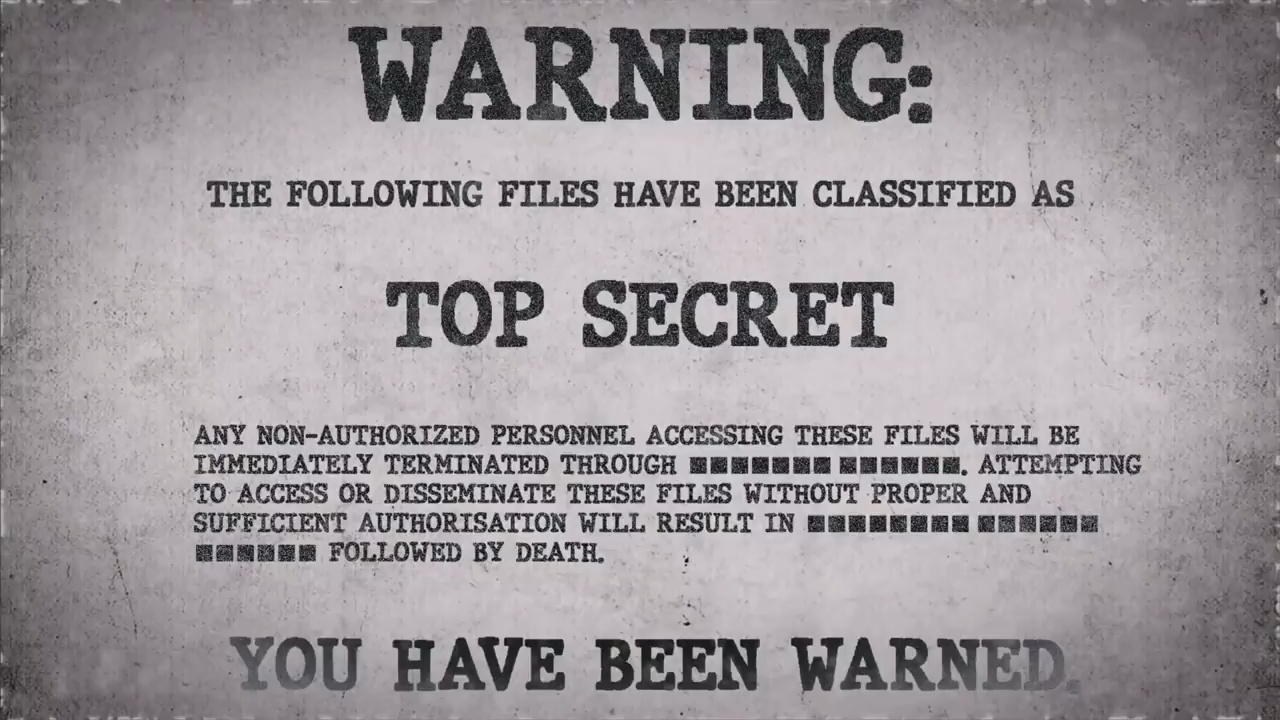 WARNING:
THE FOLLOWING FILES HAVE BEEN CLASSIFIED AS
TOP SECRET
ANY NON-AUTHORIZED PERSONNEL ACCESSING THESE FILES WILL BE
IMMEDIATELY TERMINATED THROUGH ■■■■■■■ ■■■■■■. ATTEMPTING
TO ACCESS OR DISSEMINATE THESE FILES WITHOUT PROPER AND
SUFFICIENT AUTHORISATION WILL RESULT IN ■■■■■■■■ ■■■■■■
■■■■■■ FOLLOWED BY DEATH.
YOU HAVE BEEN WARNED.